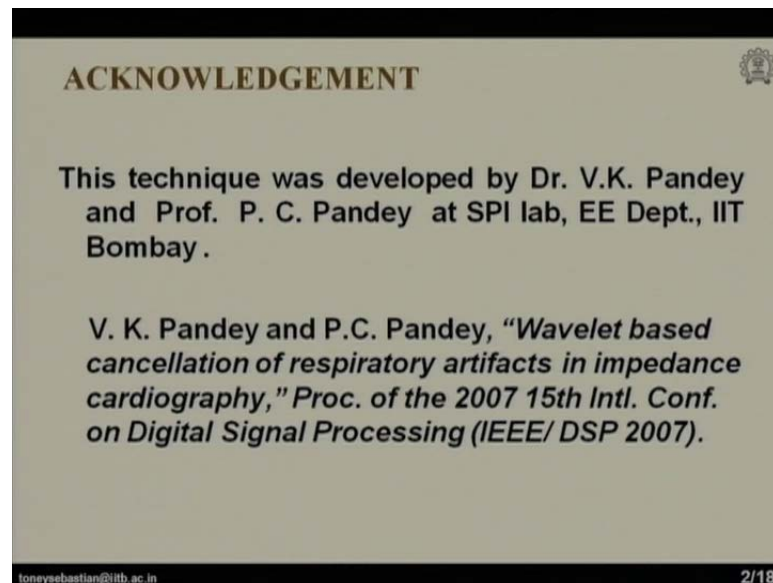 ACKNOWLEDGEMENT
This technique was developed by Dr. V.K. Pandey
and Prof. P. C. Pandey at SPI lab, EE Dept., IIT
Bombay .
V. K. Pandey and P.C. Pandey, “Wavelet based
cancellation of respiratory artifacts in impedance
cardiography,” Proc. of the 2007 15th Intl. Conf.
on Digital Signal Processing (IEEE/ DSP 2007).
toneysebastian@iitb.ac.in
2/18